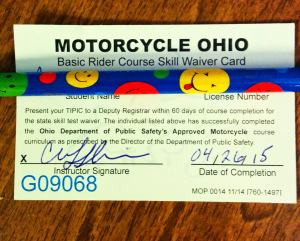 MOTORCYCLE OHIO
Basic Rider Course Skill Waiver Card
Student Name License Number
Present your TIPIC to a Deputy Registrar within 60 days of course completion for
the state skill test waiver. The individual listed above has successfully completed
the Ohio Department of Public Safety's Approved Motorcycle course
curriculum as prescribed by the Director of the Department of Public Safety.
X 04/26/15
Instructor Signature Date of Completion
G09068
MOP 0014 11/14 [760-1497]